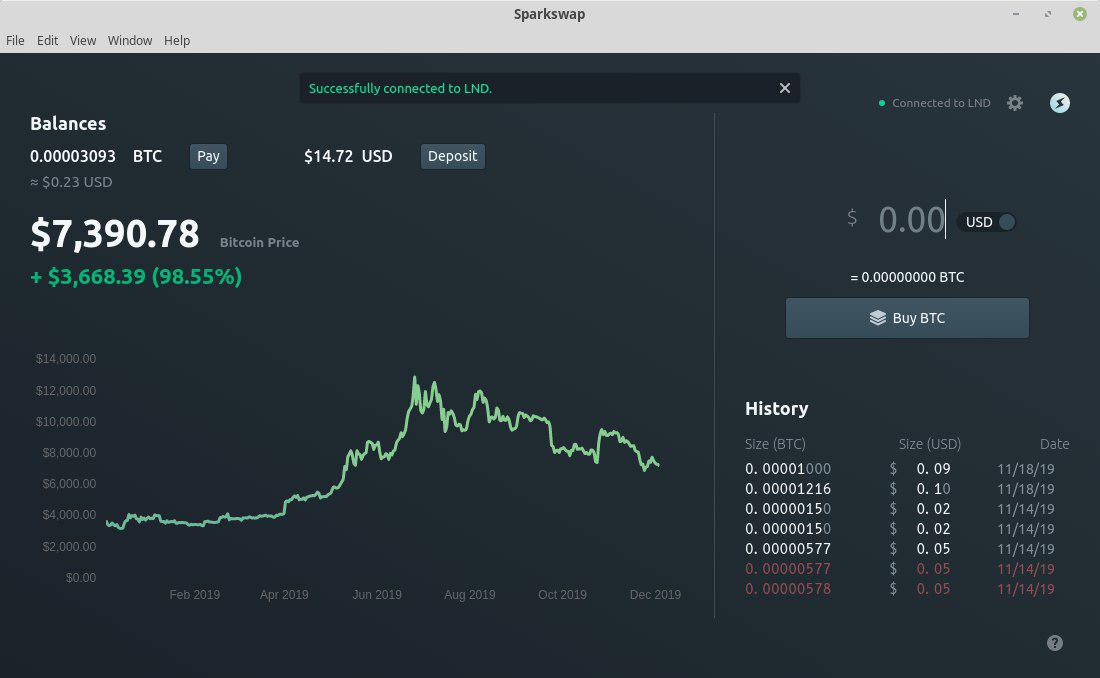 Sparkswap
File Edit View Window Help
Successfully connected to LND.
Connected to LND
Balances
0.00003093 BTC Pay $14.72 USD Deposit
≈ $0.23 USD
$7,390.78 Bitcoin Price
+ $3,668.39 (98.55%)
$14,000.00
$12,000.00
$10,000.00
$8,000.00
$6,000.00
$4,000.00
$2,000.00
$0.00
Feb 2019 Apr 2019 Jun 2019 Aug 2019 Oct 2019 Dec 2019
$ 0.00 USD
= 0.00000000 BTC
Buy BTC
History
Size (BTC) Size (USD) Date
0. 00001000 $ 0. 09 11/18/19
0. 00001216 $ 0. 10 11/18/19
0. 00000150 $ 0. 02 11/14/19
0. 00000150 $ 0. 02 11/14/19
0. 00000577 $ 0. 05 11/14/19
0. 00000577 $ 0. 05 11/14/19
0. 00000578 $ 0. 05 11/14/19
?